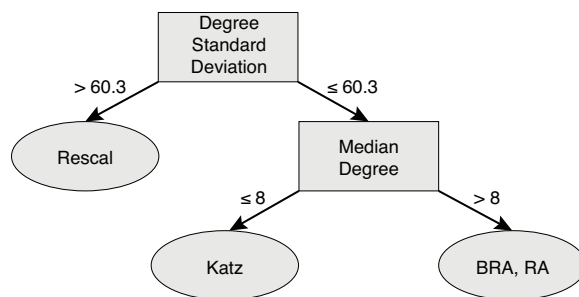 Degree
Standard
Deviation
> 60.3
≤ 60.3
Rescal
Median
Degree
≤ 8
> 8
Katz
BRA, RA